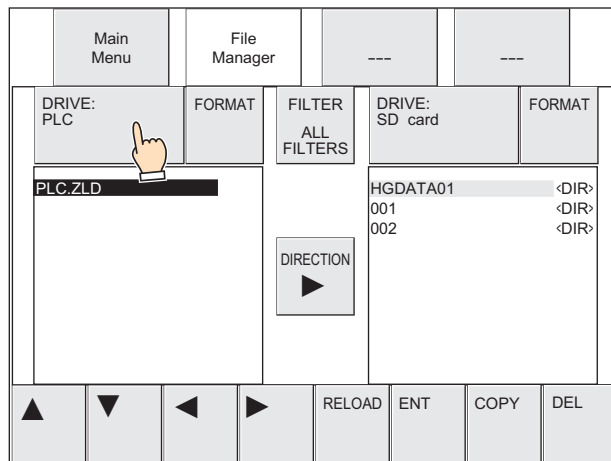 Main
Menu
File
Manager
---
---
DRIVE:
PLC
FORMAT
FILTER
ALL
FILTERS
DRIVE:
SD card
FORMAT
PLC.ZLD
HGDATA01 <DIR>
001 <DIR>
002 <DIR>
DIRECTION
RELOAD
ENT
COPY
DEL